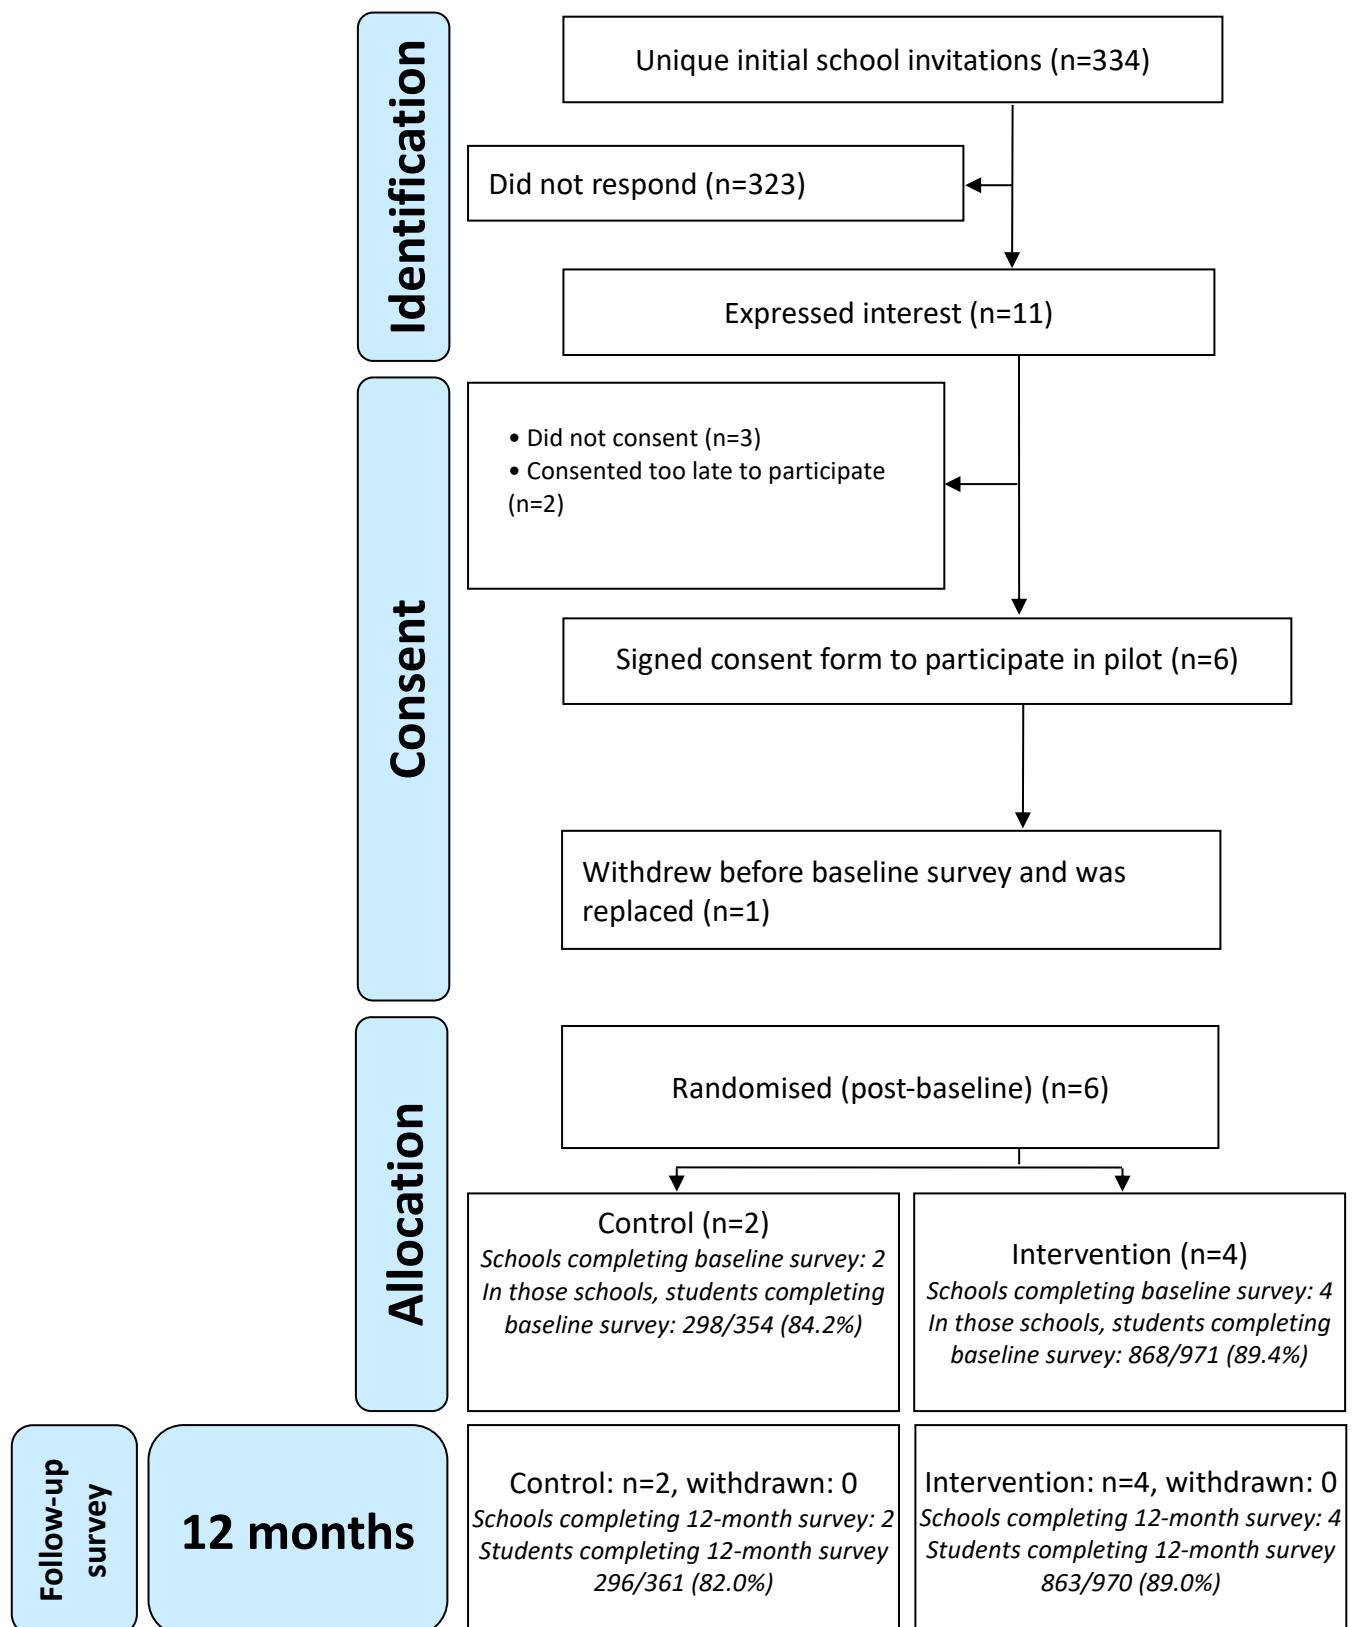 Identification
Unique initial school invitations (n=334)
Did not respond (n=323)
Expressed interest (n=11)
Consent
• Did not consent (n=3)
• Consented too late to participate
(n=2)
Signed consent form to participate in pilot (n=6)
Withdrew before baseline survey and was
replaced (n=1)
Allocation
Randomised (post-baseline) (n=6)
Control (n=2)
Schools completing baseline survey: 2
In those schools, students completing
baseline survey: 298/354 (84.2%)
Intervention (n=4)
Schools completing baseline survey: 4
In those schools, students completing
baseline survey: 868/971 (89.4%)
Follow-up
survey
12 months
Control: n=2, withdrawn: 0
Schools completing 12-month survey: 2
Students completing 12-month survey
296/361 (82.0%)
Intervention: n=4, withdrawn: 0
Schools completing 12-month survey: 4
Students completing 12-month survey
863/970 (89.0%)